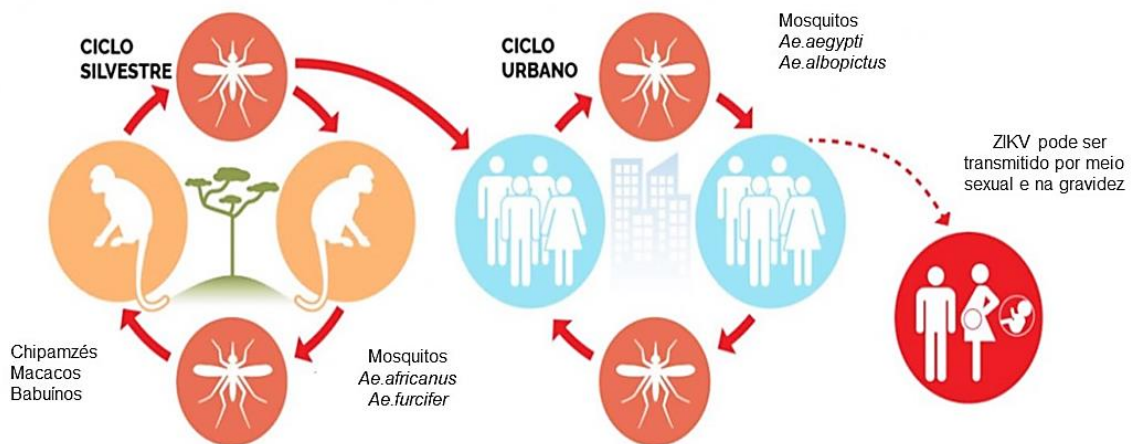 CICLO
SILVESTRE
Chipamzés
Macacos
Babuínos
Mosquitos
Ae.africanus
Ae.furcifer
CICLO
URBANO
Mosquitos
Ae.aegypti
Ae.albopictus
ZIKV pode ser
transmitido por meio
sexual e na gravidez